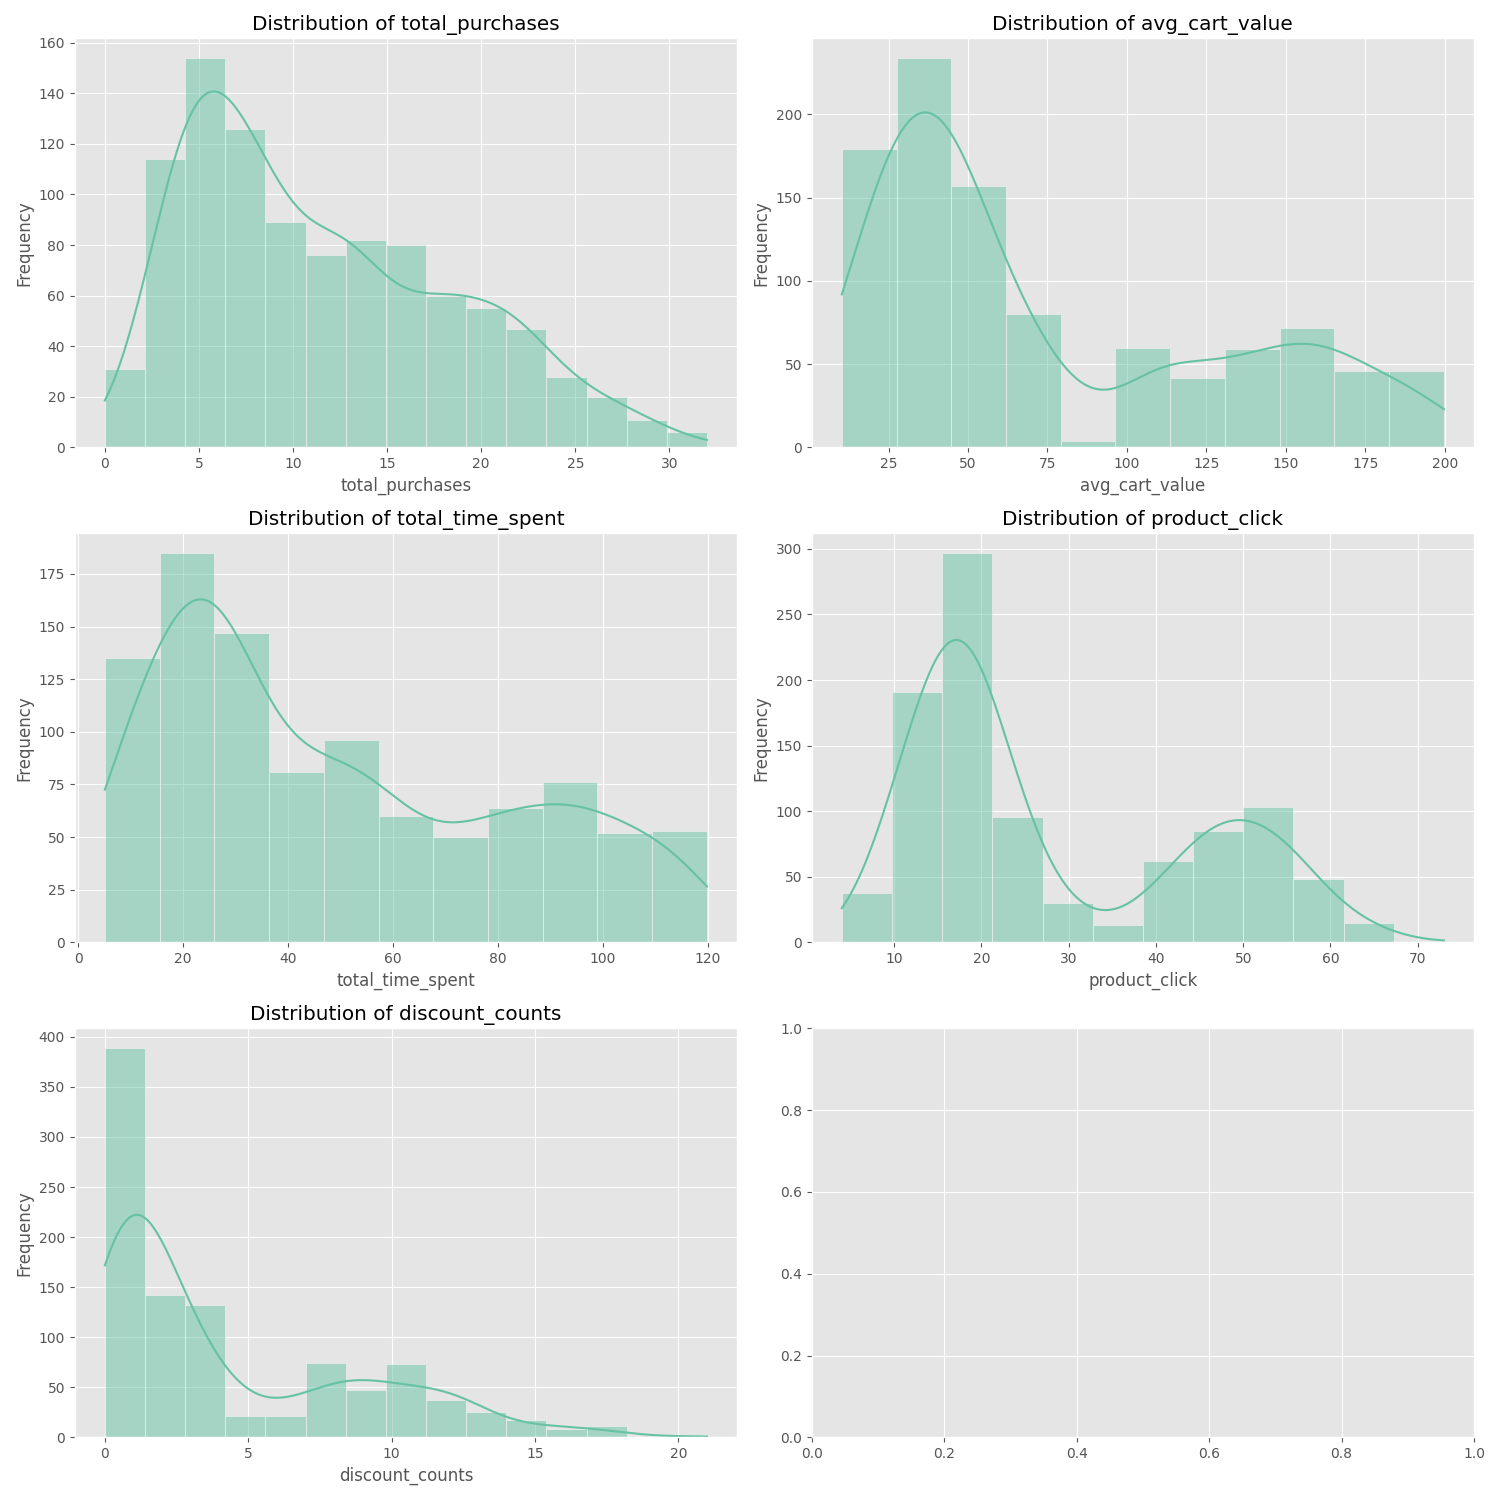 Distribution of total_purchases
Frequency
160
140
120
100
80
60
40
20
0
0 5 10 15 20 25 30
total_purchases
Distribution of avg_cart_value
Frequency
200
150
100
50
0
25 50 75 100 125 150 175 200
avg_cart_value
Distribution of total_time_spent
Frequency
175
150
125
100
75
50
25
0
0 20 40 60 80 100 120
total_time_spent
Distribution of product_click
Frequency
300
250
200
150
100
50
0
10 20 30 40 50 60 70
product_click
Distribution of discount_counts
Frequency
400
350
300
250
200
150
100
50
0
0 5 10 15 20
discount_counts
1.0
0.8
0.6
0.4
0.2
0.0
0.0 0.2 0.4 0.6 0.8 1.0